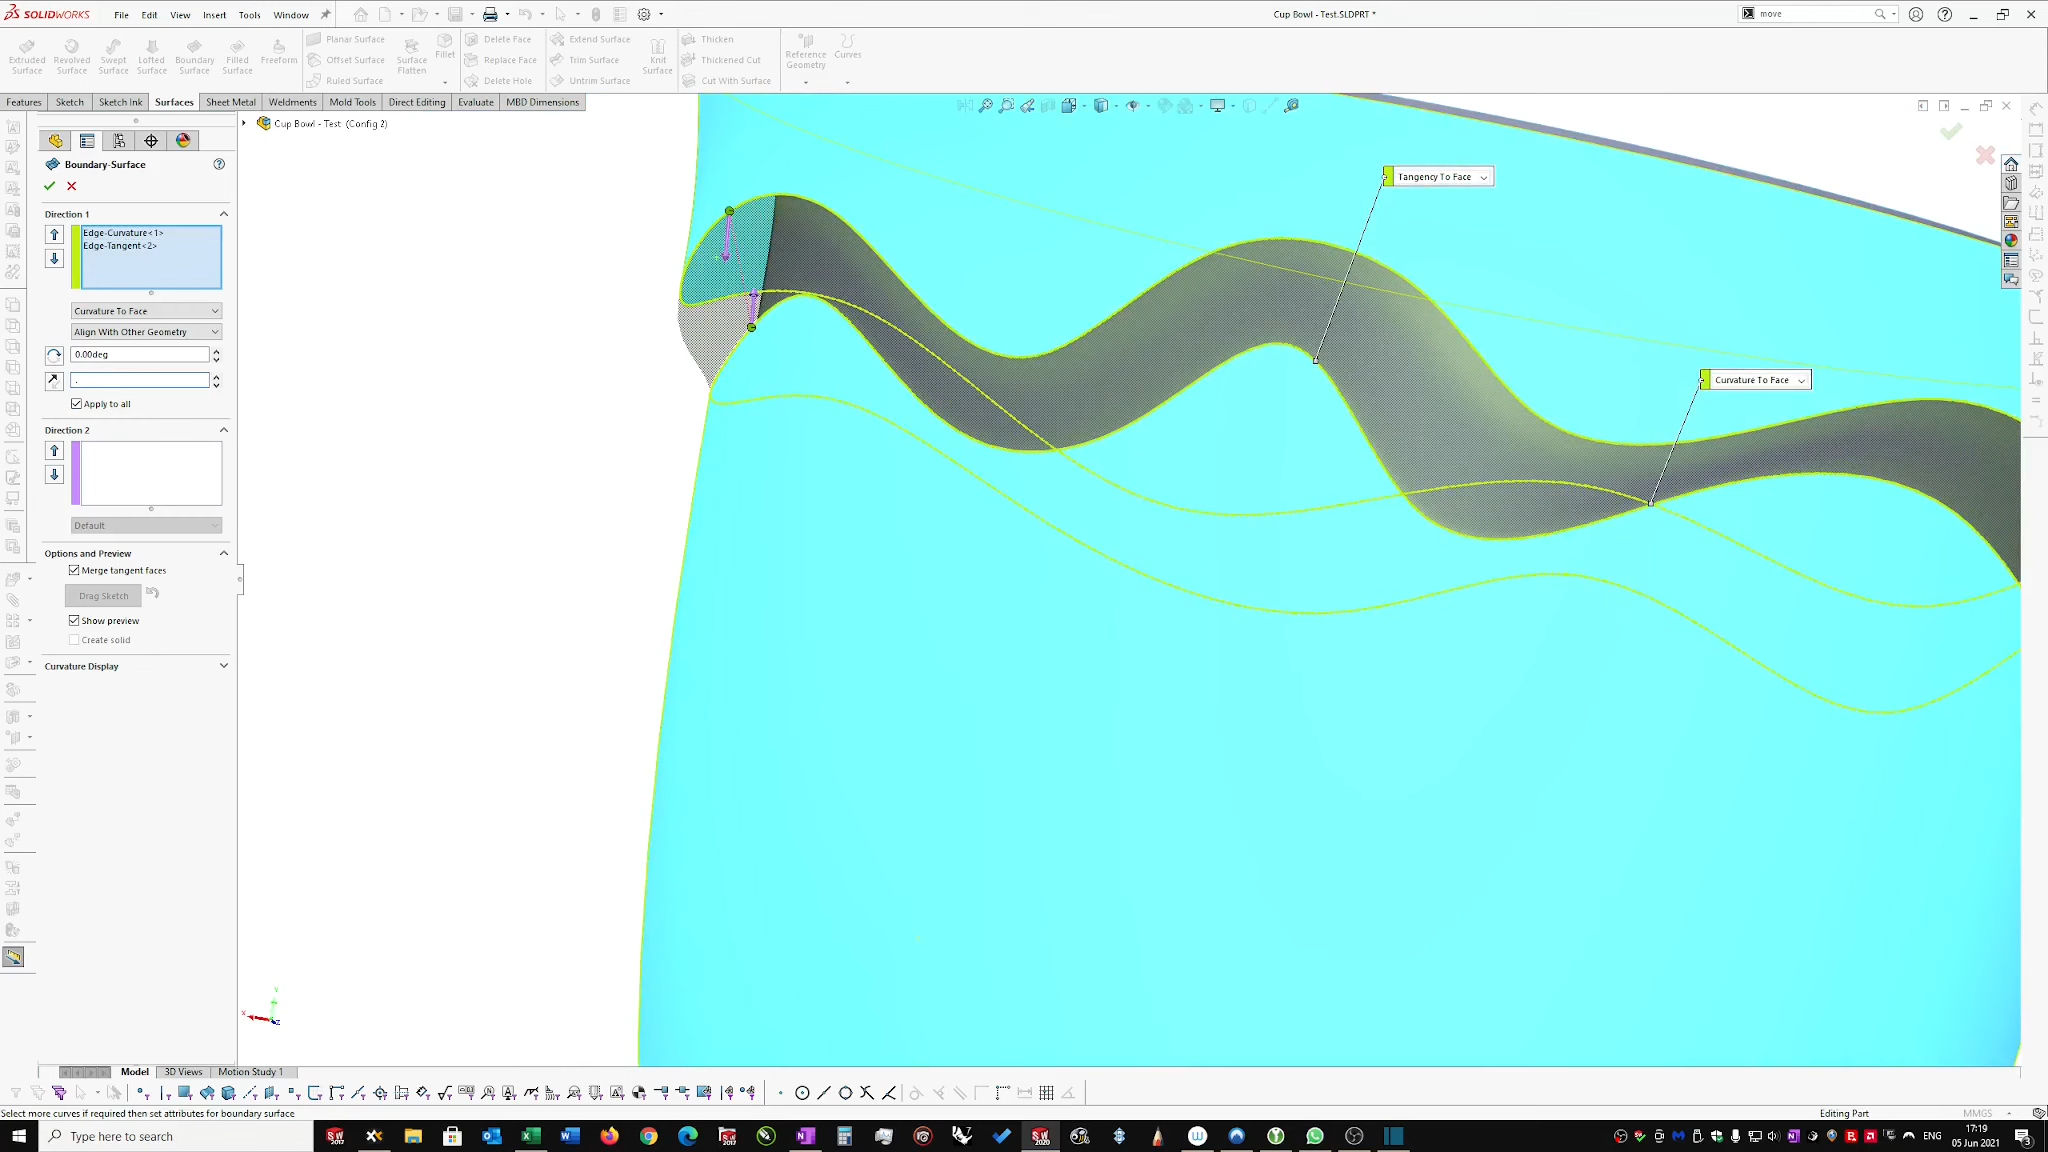 SOLIDWORKS File Edit View Insert Tools Window Cup Bowl - Test.SLDPRT * move
Extruded Surface
Revolved Surface
Swept Surface
Lofted Surface
Boundary Surface
Filled Surface
Freeform
Planar Surface
Offset Surface
Ruled Surface
Surface Flatten
Fillet
Delete Face
Replace Face
Delete Hole
Extend Surface
Trim Surface
Untrim Surface
Knit Surface
Thicken
Thickened Cut
Cut With Surface
Reference Geometry
Curves
Features Sketch Sketch Ink Surfaces Sheet Metal Weldments Mold Tools Direct Editing Evaluate MBD Dimensions
Cup Bowl - Test (Config 2)
Boundary-Surface
Direction 1
Edge-Curvature<1>
Edge-Tangent<2>
Curvature To Face
Align With Other Geometry
0.00deg
.
Apply to all
Direction 2
Default
Options and Preview
Merge tangent faces
Drag Sketch
Show preview
Create solid
Curvature Display
Tangency To Face
Curvature To Face
Y
X
Z
Model 3D Views Motion Study 1
Select more curves if required then set attributes for boundary surface Editing Part MMGS
Type here to search
ENG
17:19
05 Jun 2021